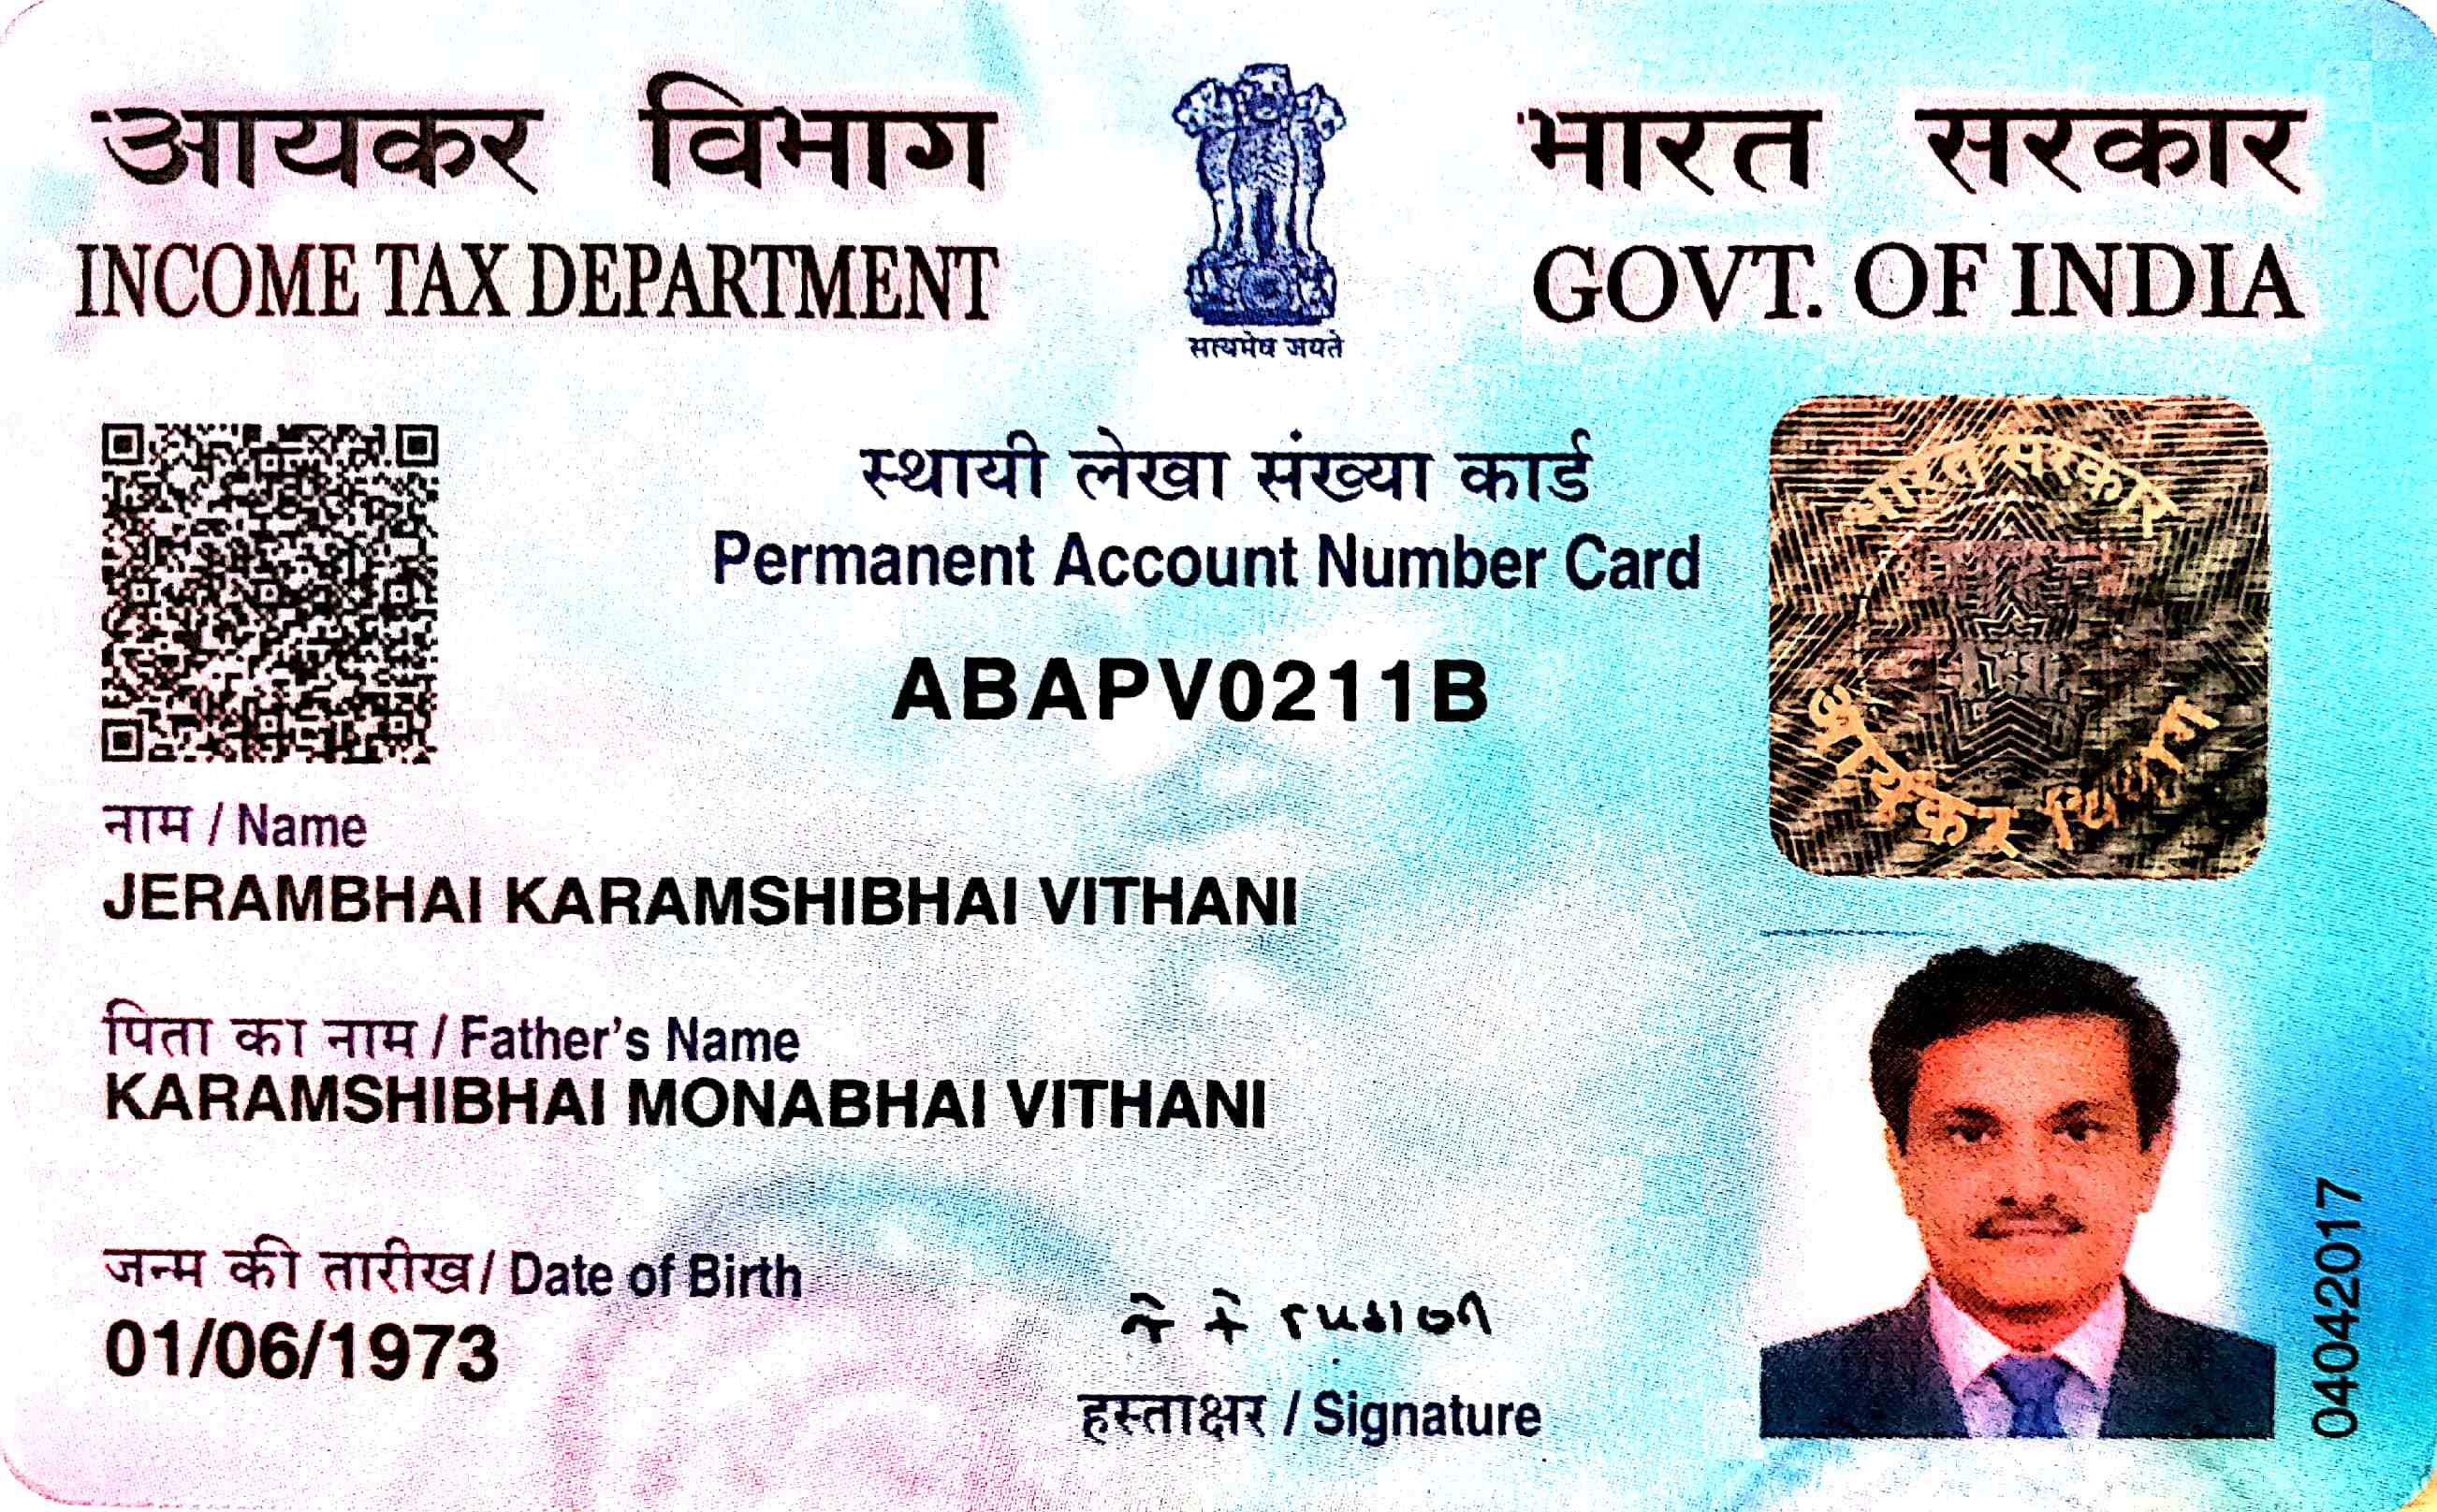 आयकर विभाग
INCOME TAX DEPARTMENT
सत्यमेव जयते
भारत सरकार
GOVT. OF INDIA
स्थायी लेखा संख्या कार्ड
Permanent Account Number Card
ABAPV0211B
भारत सरकार
आयकर विभाग
नाम / Name
JERAMBHAI KARAMSHIBHAI VITHANI
पिता का नाम / Father's Name
KARAMSHIBHAI MONABHAI VITHANI
जन्म की तारीख / Date of Birth
01/06/1973
हस्ताक्षर / Signature
04042017